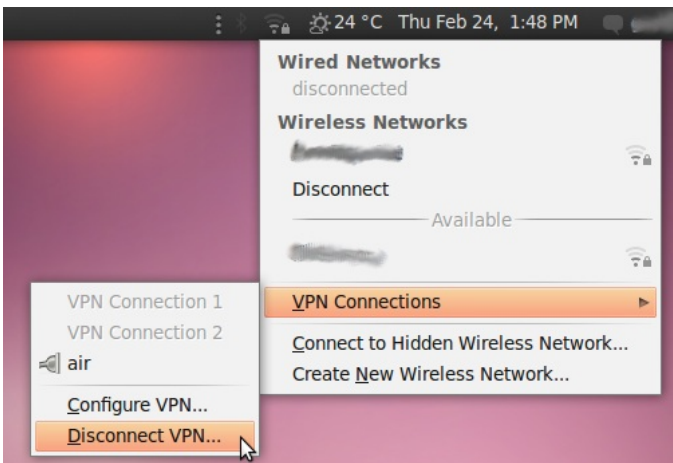 24 °C Thu Feb 24, 1:48 PM
Wired Networks
disconnected
Wireless Networks
Disconnect
Available
VPN Connections
Connect to Hidden Wireless Network...
Create New Wireless Network...
VPN Connection 1
VPN Connection 2
air
Configure VPN...
Disconnect VPN...